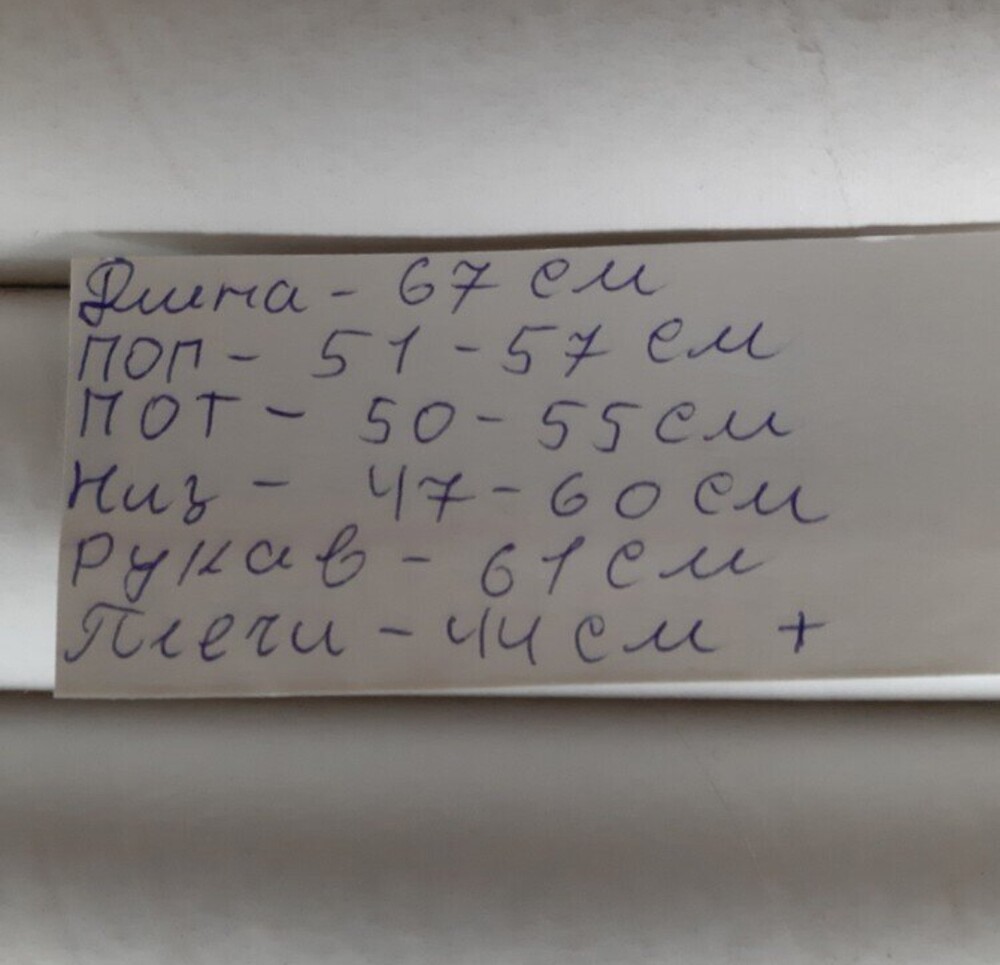 Длина - 67 см
ПОП - 51 - 57 см
ПОТ - 50 - 55 см
Низ - 47 - 60 см
Рукав - 61 см
Плечи - 44 см +